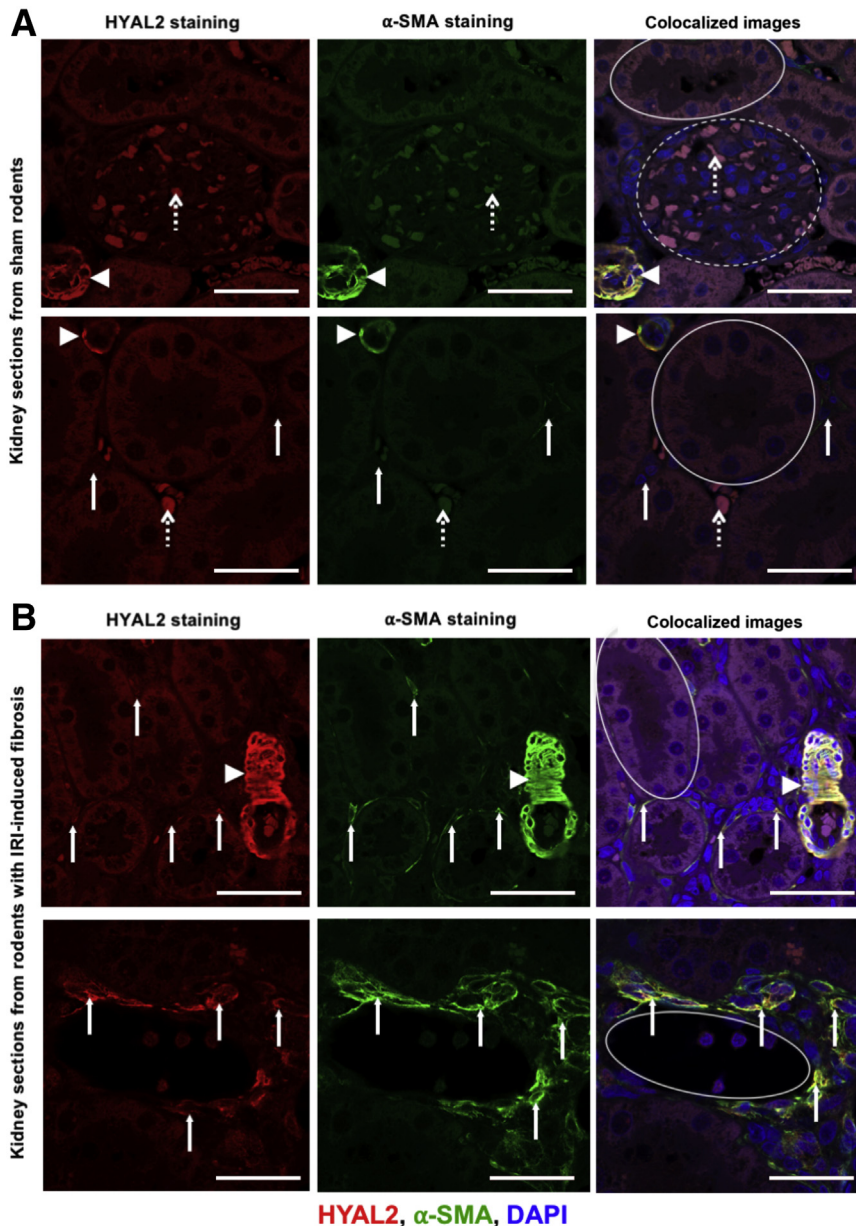 A
HYAL2 staining
α-SMA staining
Colocalized images
Kidney sections from sham rodents
B
HYAL2 staining
α-SMA staining
Colocalized images
Kidney sections from rodents with IRI-induced fibrosis
HYAL2, α-SMA, DAPI